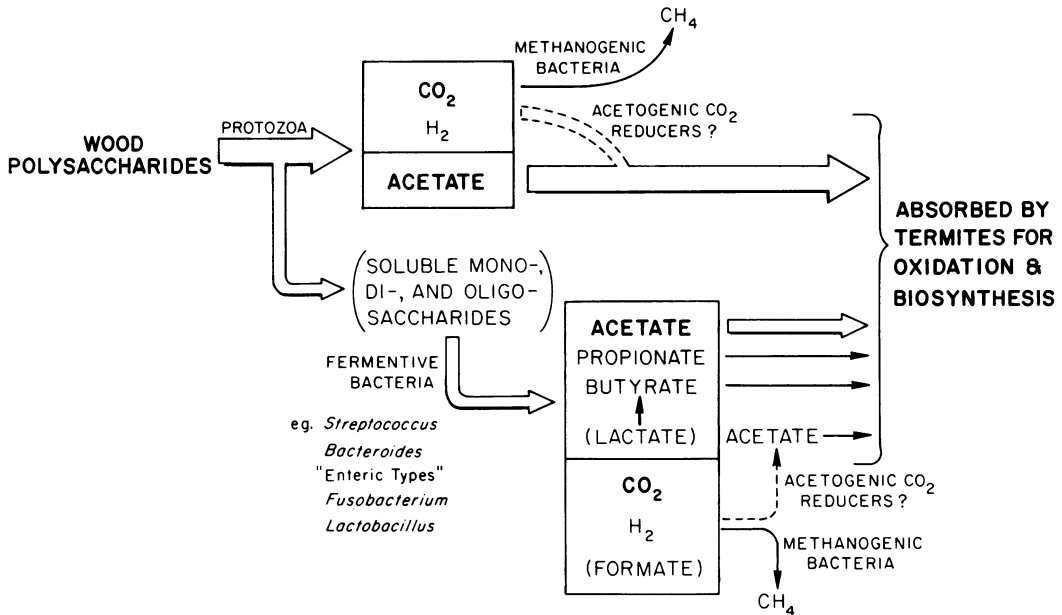 WOOD
POLYSACCHARIDES
PROTOZOA
CO₂
H₂
ACETATE
METHANOGENIC
BACTERIA
CH₄
ACETOGENIC CO₂
REDUCERS ?
ABSORBED BY
TERMITES FOR
OXIDATION &
BIOSYNTHESIS
(SOLUBLE MONO-,
DI-, AND OLIGO-
SACCHARIDES)
FERMENTIVE
BACTERIA
eg. Streptococcus
Bacteroides
"Enteric Types"
Fusobacterium
Lactobacillus
ACETATE
PROPIONATE
BUTYRATE
(LACTATE)
ACETATE
CO₂
H₂
(FORMATE)
ACETOGENIC CO₂
REDUCERS ?
METHANOGENIC
BACTERIA
CH₄